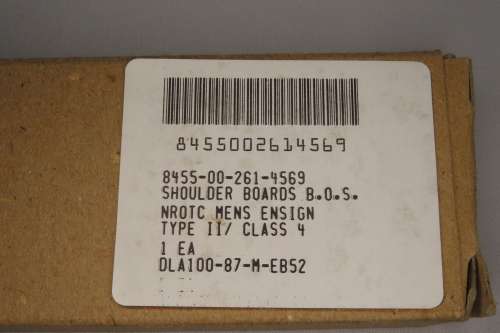 8455002614569
8455-00-261-4569
SHOULDER BOARDS B.O.S.
NROTC MENS ENSIGN
TYPE II/ CLASS 4
1 EA
DLA100-87-M-EB52